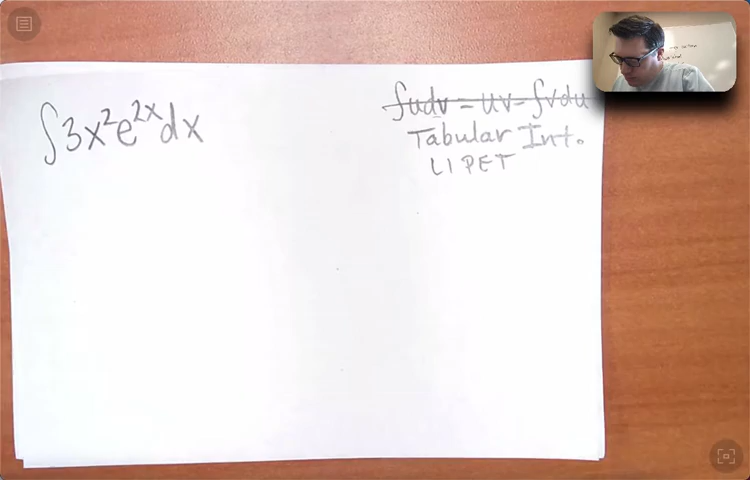 ∫3x²e²ˣdx
∫udv = uv - ∫vdu
Tabular Int.
LIPET